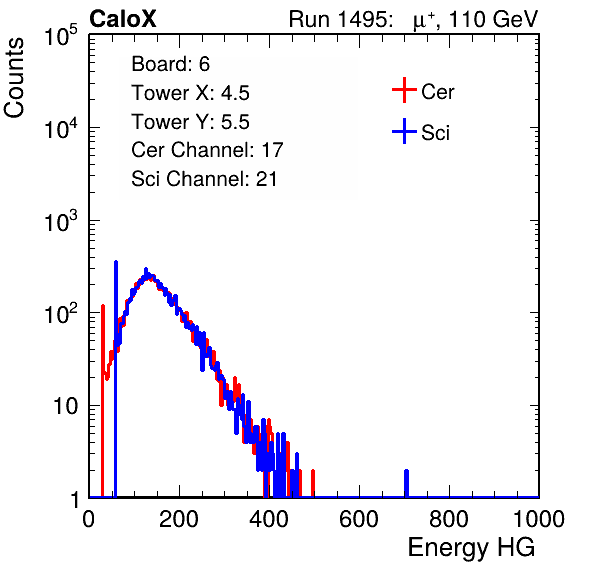 CaloX Run 1495: μ⁺, 110 GeV
Counts
Board: 6
Tower X: 4.5
Tower Y: 5.5
Cer Channel: 17
Sci Channel: 21
Cer
Sci
10⁵
10⁴
10³
10²
10
1
0 200 400 600 800 1000
Energy HG